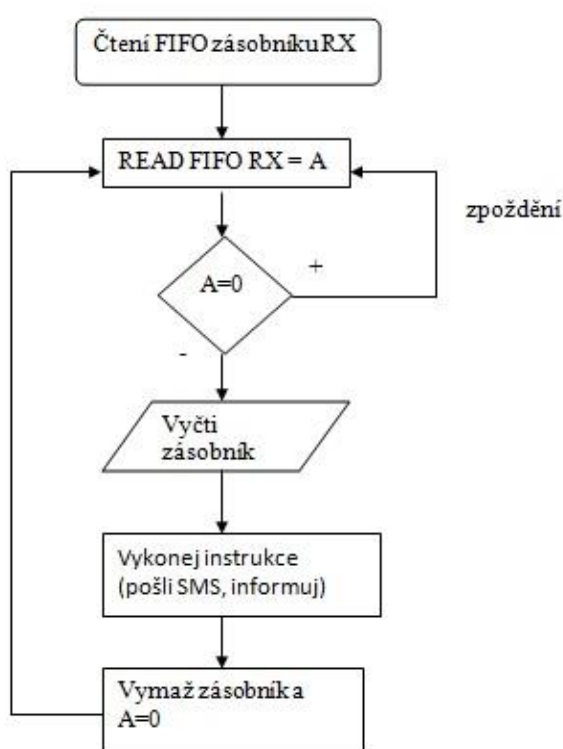 Čtení FIFO zásobníku RX
READ FIFO RX = A
zpoždění
A=0
+
-
Vyčti
zásobník
Vykonej instrukce
(pošli SMS, informuj)
Vymaž zásobník a
A=0